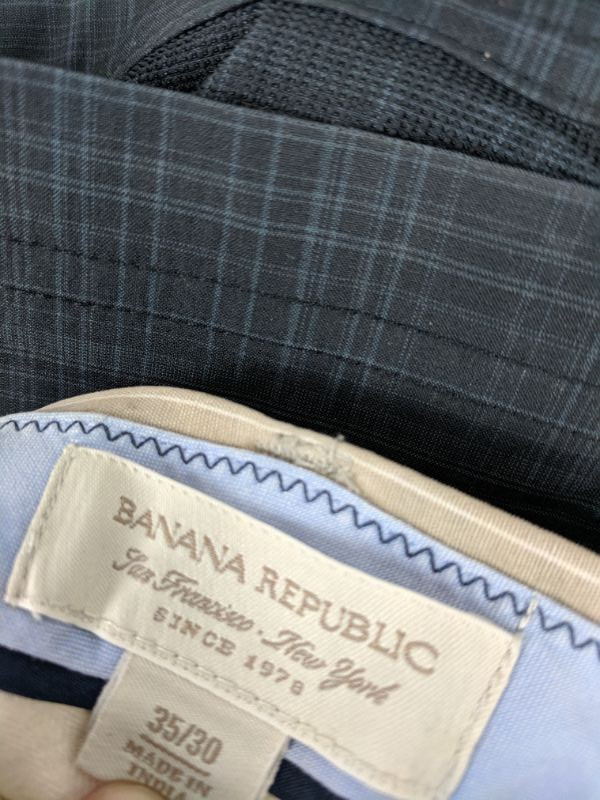 BANANA REPUBLIC
San Francisco · New York
SINCE 1978
35/30
MADE IN
INDIA